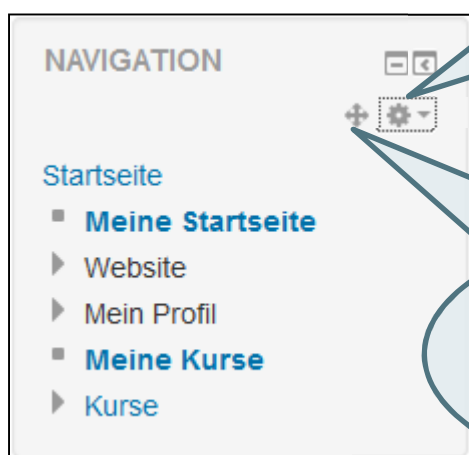 NAVIGATION
Startseite
Meine Startseite
Website
Mein Profil
Meine Kurse
Kurse